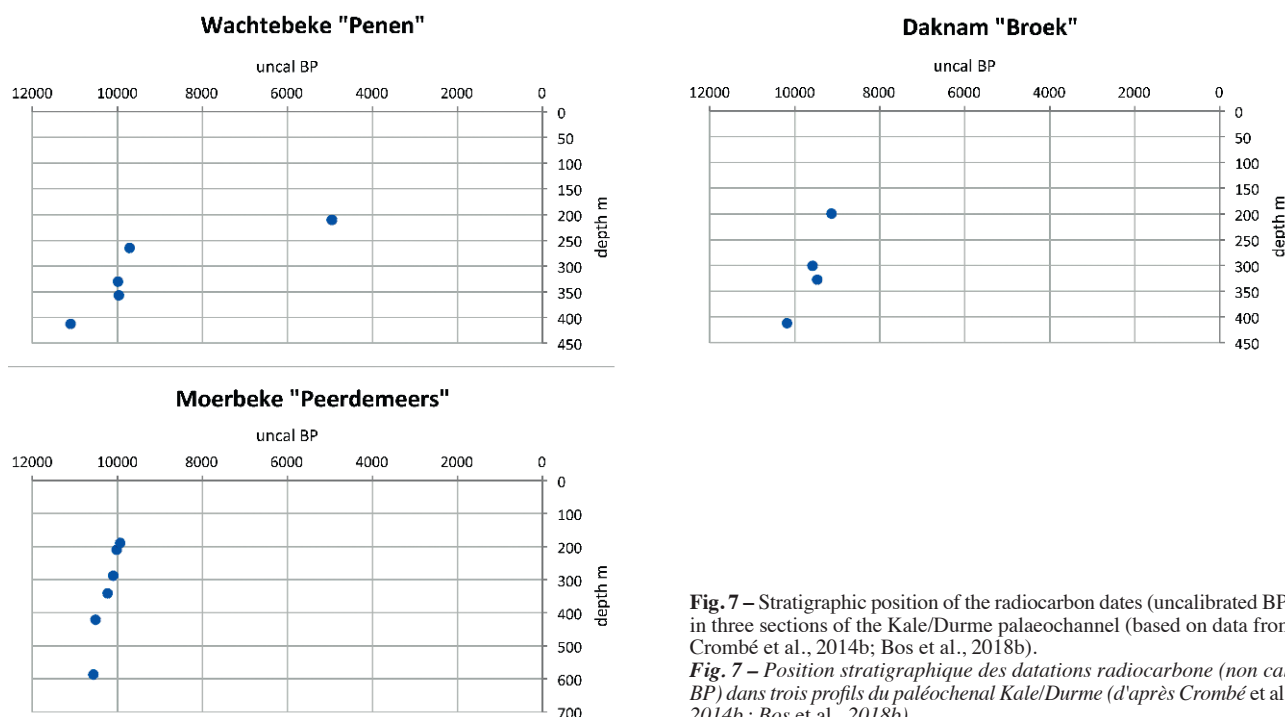 Wachtebeke "Penen"
uncal BP
12000 10000 8000 6000 4000 2000 0
0
50
100
150
200
250
300
350
400
450
depth m
Daknam "Broek"
uncal BP
12000 10000 8000 6000 4000 2000 0
0
50
100
150
200
250
300
350
400
450
depth m
Moerbeke "Peerdemeers"
uncal BP
12000 10000 8000 6000 4000 2000 0
0
100
200
300
400
500
600
700
depth m
Fig. 7 – Stratigraphic position of the radiocarbon dates (uncalibrated BP
in three sections of the Kale/Durme palaeochannel (based on data from
Crombé et al., 2014b; Bos et al., 2018b).
Fig. 7 – Position stratigraphique des datations radiocarbone (non cal
BP) dans trois profils du paléochenal Kale/Durme (d'après Crombé et al
2014b ; Bos et al., 2018b)